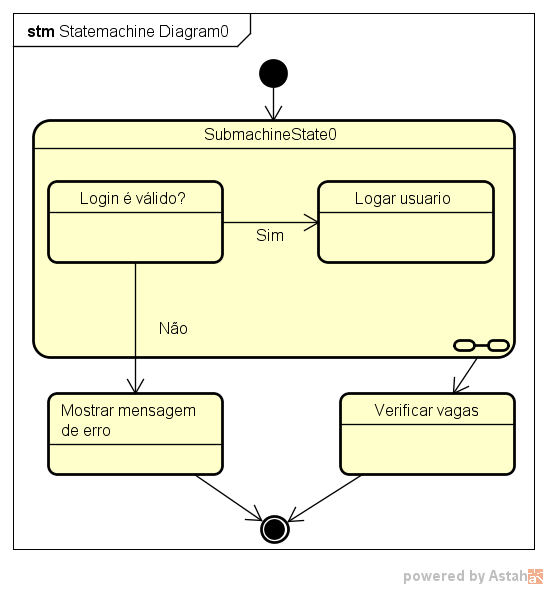 stm Statemachine Diagram0
SubmachineState0
Login é válido?
Logar usuario
Sim
Não
Mostrar mensagem
de erro
Verificar vagas
powered by Astah